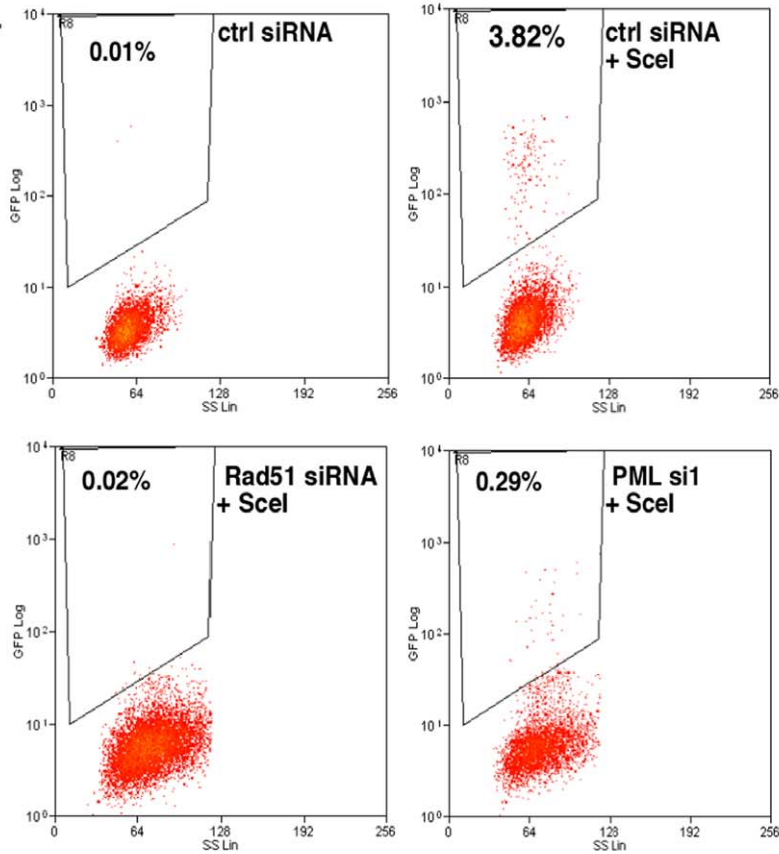 10⁴
R8
0.01%
ctrl siRNA
10³
10²
10¹
10⁰
GFP Log
0 64 128 192 256
SS Lin
10⁴
R8
3.82%
ctrl siRNA
+ SceI
10³
10²
10¹
10⁰
GFP Log
0 64 128 192 256
SS Lin
10⁴
R8
0.02%
Rad51 siRNA
+ SceI
10³
10²
10¹
10⁰
GFP Log
0 64 128 192 256
SS Lin
10⁴
R8
0.29%
PML si1
+ SceI
10³
10²
10¹
10⁰
GFP Log
0 64 128 192 256
SS Lin